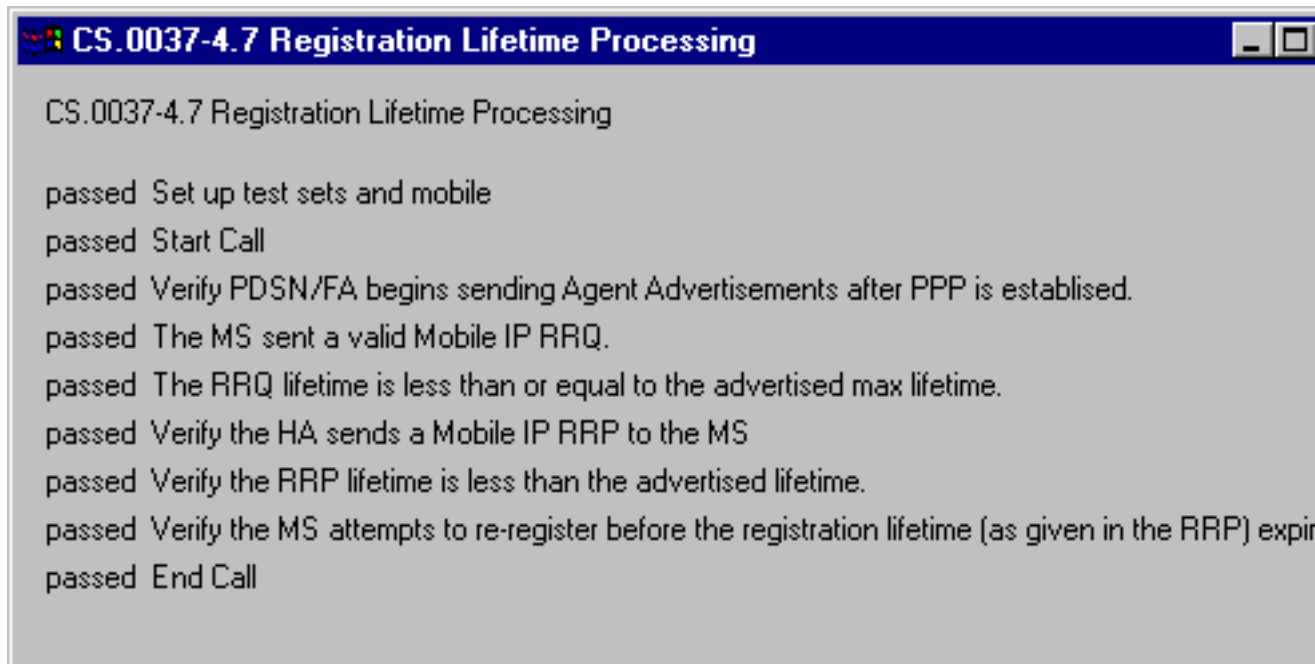 CS.0037-4.7 Registration Lifetime Processing
CS.0037-4.7 Registration Lifetime Processing
passed Set up test sets and mobile
passed Start Call
passed Verify PDSN/FA begins sending Agent Advertisements after PPP is establised.
passed The MS sent a valid Mobile IP RRQ.
passed The RRQ lifetime is less than or equal to the advertised max lifetime.
passed Verify the HA sends a Mobile IP RRP to the MS
passed Verify the RRP lifetime is less than the advertised lifetime.
passed Verify the MS attempts to re-register before the registration lifetime (as given in the RRP) expir
passed End Call